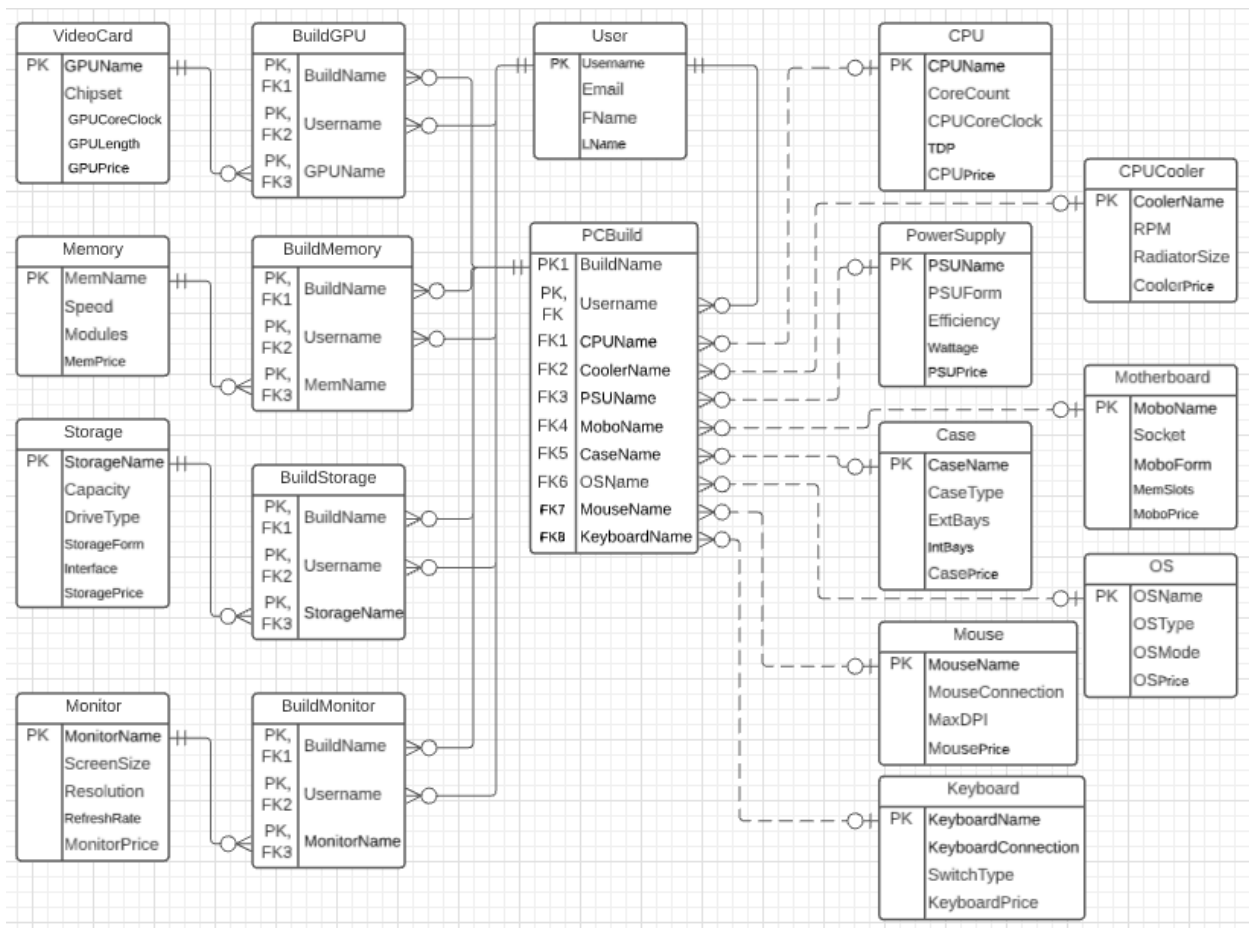 VideoCard
PK GPUName
Chipset
GPUCoreClock
GPULength
GPUPrice
BuildGPU
PK, FK1 BuildName
PK, FK2 Username
PK, FK3 GPUName
User
PK Username
Email
FName
LName
CPU
PK CPUName
CoreCount
CPUCoreClock
TDP
CPUPrice
CPUCooler
PK CoolerName
RPM
RadiatorSize
CoolerPrice
Memory
PK MemName
Speed
Modules
MemPrice
BuildMemory
PK, FK1 BuildName
PK, FK2 Username
PK, FK3 MemName
PCBuild
PK1 BuildName
PK, FK Username
FK1 CPUName
FK2 CoolerName
FK3 PSUName
FK4 MoboName
FK5 CaseName
FK6 OSName
FK7 MouseName
FK8 KeyboardName
PowerSupply
PK PSUName
PSUForm
Efficiency
Wattage
PSUPrice
Motherboard
PK MoboName
Socket
MoboForm
MemSlots
MoboPrice
Storage
PK StorageName
Capacity
DriveType
StorageForm
Interface
StoragePrice
BuildStorage
PK, FK1 BuildName
PK, FK2 Username
PK, FK3 StorageName
Case
PK CaseName
CaseType
ExtBays
IntBays
CasePrice
OS
PK OSName
OSType
OSMode
OSPrice
Mouse
PK MouseName
MouseConnection
MaxDPI
MousePrice
Monitor
PK MonitorName
ScreenSize
Resolution
RefreshRate
MonitorPrice
BuildMonitor
PK, FK1 BuildName
PK, FK2 Username
PK, FK3 MonitorName
Keyboard
PK KeyboardName
KeyboardConnection
SwitchType
KeyboardPrice